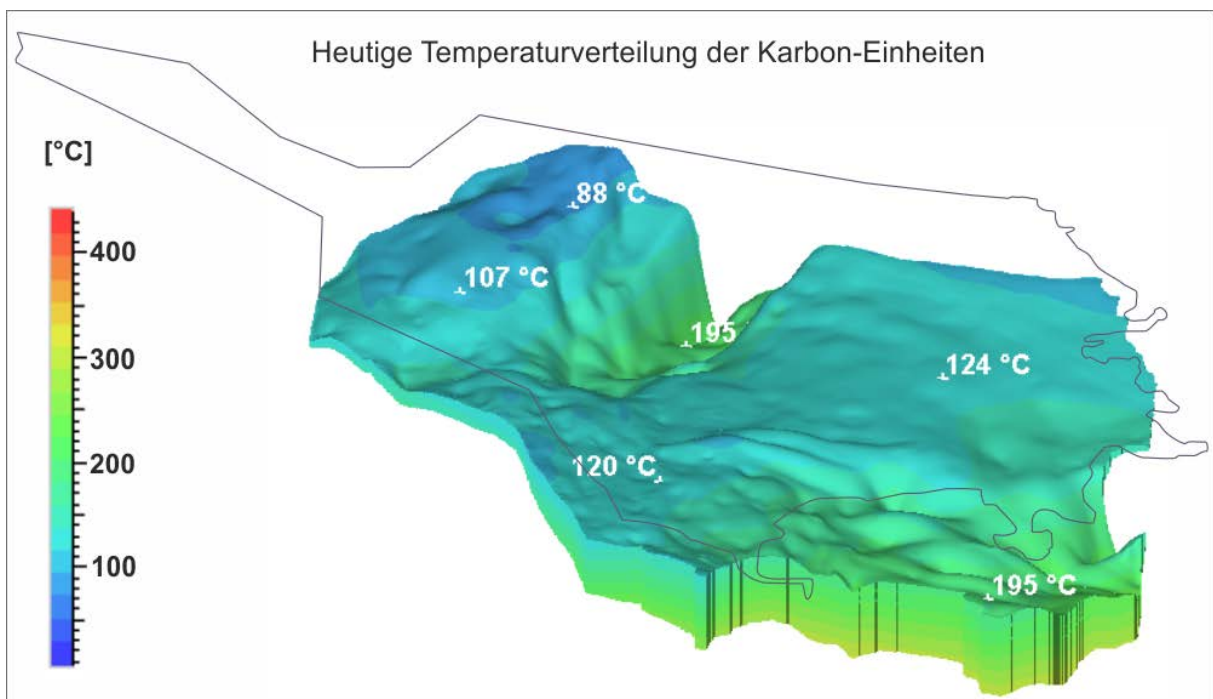 Heutige Temperaturverteilung der Karbon-Einheiten
[°C]
400
300
200
100
88 °C
107 °C
195
124 °C
120 °C
195 °C